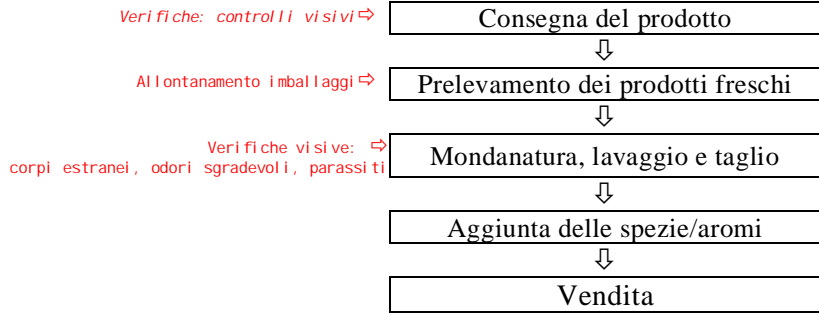 Verifiche: controlli visivi⇨ Consegna del prodotto
⇩
Allontanamento imballaggi⇨ Prelevamento dei prodotti freschi
⇩
Verifiche visive: ⇨
corpi estranei, odori sgradevoli, parassiti
Mondanatura, lavaggio e taglio
⇩
Aggiunta delle spezie/aromi
⇩
Vendita